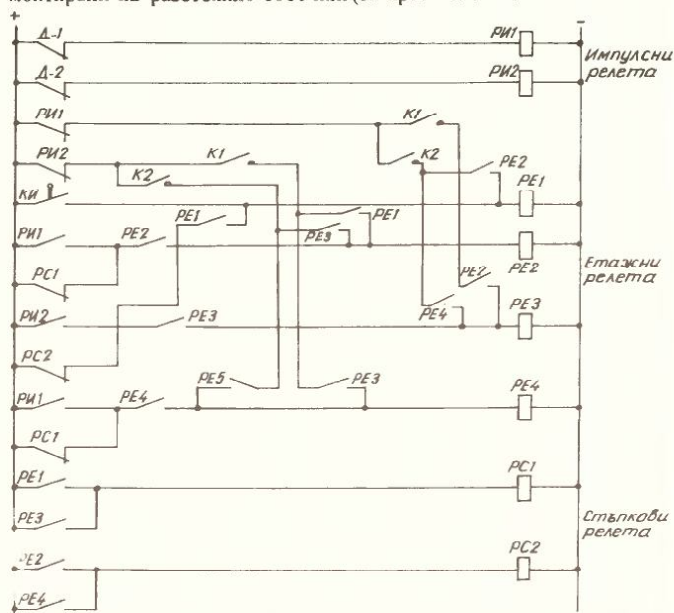 + −
Д-1 РИ1
Импулсни
релета
Д-2 РИ2
РИ1 К1
К2 РЕ2
РИ2 К1
К2
КИ РЕ1 РЕ1 РЕ1
РИ1 РЕ2 РЕ3 РЕ2
Етажни
релета
РС1 РЕ2
РЕ4 РЕ3
РИ2 РЕ3
РС2
РЕ5 РЕ3 РЕ4
РИ1 РЕ4
РС1
РЕ1 РС1
РЕ3
Стъпкови
релета
РЕ2 РС2
РЕ4